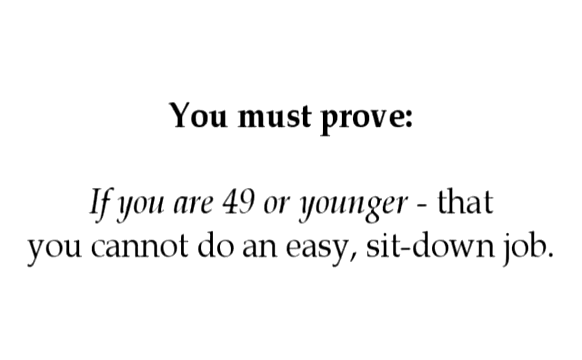 You must prove:
If you are 49 or younger - that
you cannot do an easy, sit-down job.